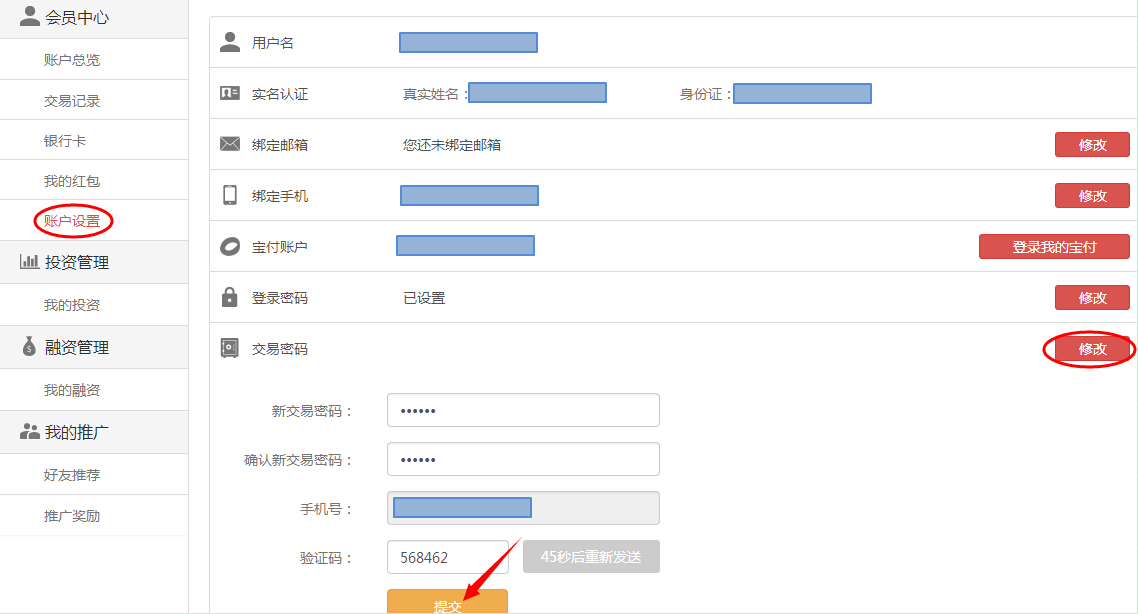 会员中心
账户总览
交易记录
银行卡
我的红包
账户设置
投资管理
我的投资
融资管理
我的融资
我的推广
好友推荐
推广奖励
用户名
实名认证 真实姓名： 身份证：
绑定邮箱 您还未绑定邮箱 修改
绑定手机 修改
宝付账户 登录我的宝付
登录密码 已设置 修改
交易密码 修改
新交易密码： ••••••
确认新交易密码： ••••••
手机号：
验证码： 568462 45秒后重新发送
提交